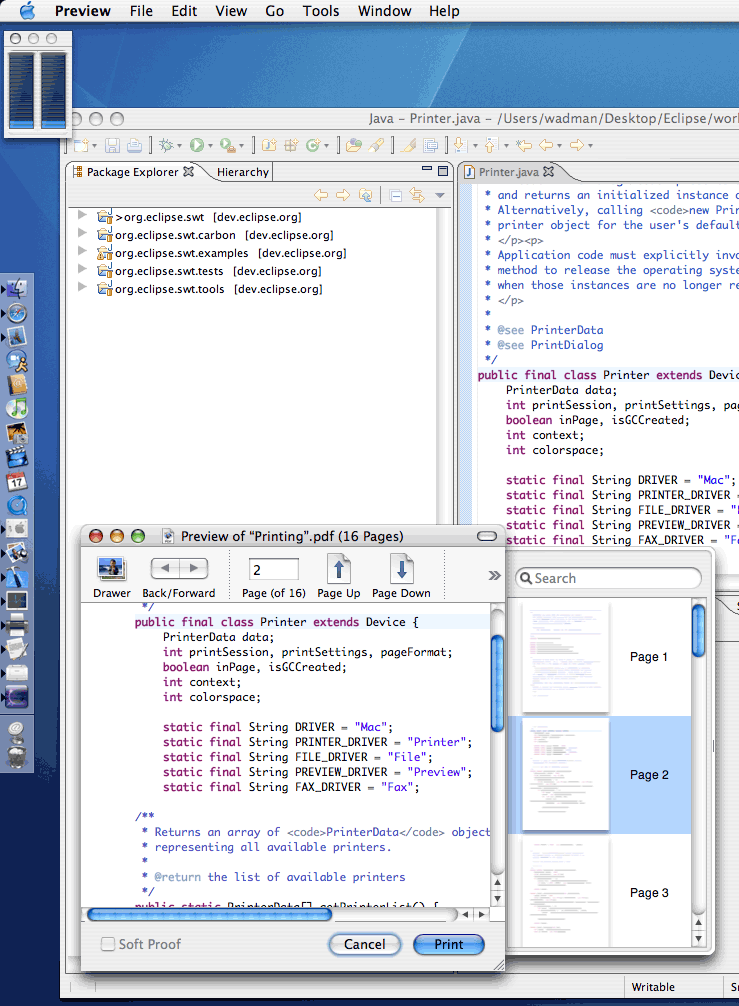 Preview File Edit View Go Tools Window Help
Java – Printer.java – /Users/wadman/Desktop/Eclipse/wor
Package Explorer
Hierarchy
>org.eclipse.swt [dev.eclipse.org]
org.eclipse.swt.carbon [dev.eclipse.org]
org.eclipse.swt.examples [dev.eclipse.org]
org.eclipse.swt.tests [dev.eclipse.org]
org.eclipse.swt.tools [dev.eclipse.org]
Printer.java
* and returns an initialized instance o
* Alternatively, calling <code>new Prin
* printer object for the user's default
* </p><p>
* Application code must explicitly invo
* method to release the operating syste
* when those instances are no longer re
* </p>
*
* @see PrinterData
* @see PrintDialog
*/
public final class Printer extends Devic
PrinterData data;
int printSession, printSettings, pag
boolean inPage, isGCCreated;
int context;
int colorspace;
static final String DRIVER = "Mac";
static final String PRINTER_DRIVER =
static final String FILE_DRIVER = "F
static final String PREVIEW_DRIVER =
static final String FAX_DRIVER = "Fa
17
Preview of “Printing”.pdf (16 Pages)
2
Drawer Back/Forward Page (of 16) Page Up Page Down
*/
public final class Printer extends Device {
PrinterData data;
int printSession, printSettings, pageFormat;
boolean inPage, isGCCreated;
int context;
int colorspace;
static final String DRIVER = "Mac";
static final String PRINTER_DRIVER = "Printer";
static final String FILE_DRIVER = "File";
static final String PREVIEW_DRIVER = "Preview";
static final String FAX_DRIVER = "Fax";
/**
* Returns an array of <code>PrinterData</code> object
* representing all available printers.
*
* @return the list of available printers
*/
public static PrinterData[] getPrinterList() {
Soft Proof
Cancel
Print
Search
Page 1
Page 2
Page 3
Writable